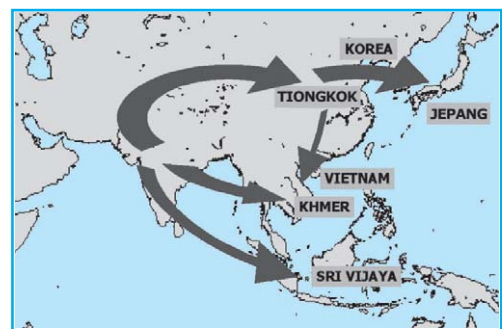 KOREA
TIONGKOK
JEPANG
VIETNAM
KHMER
SRI VIJAYA